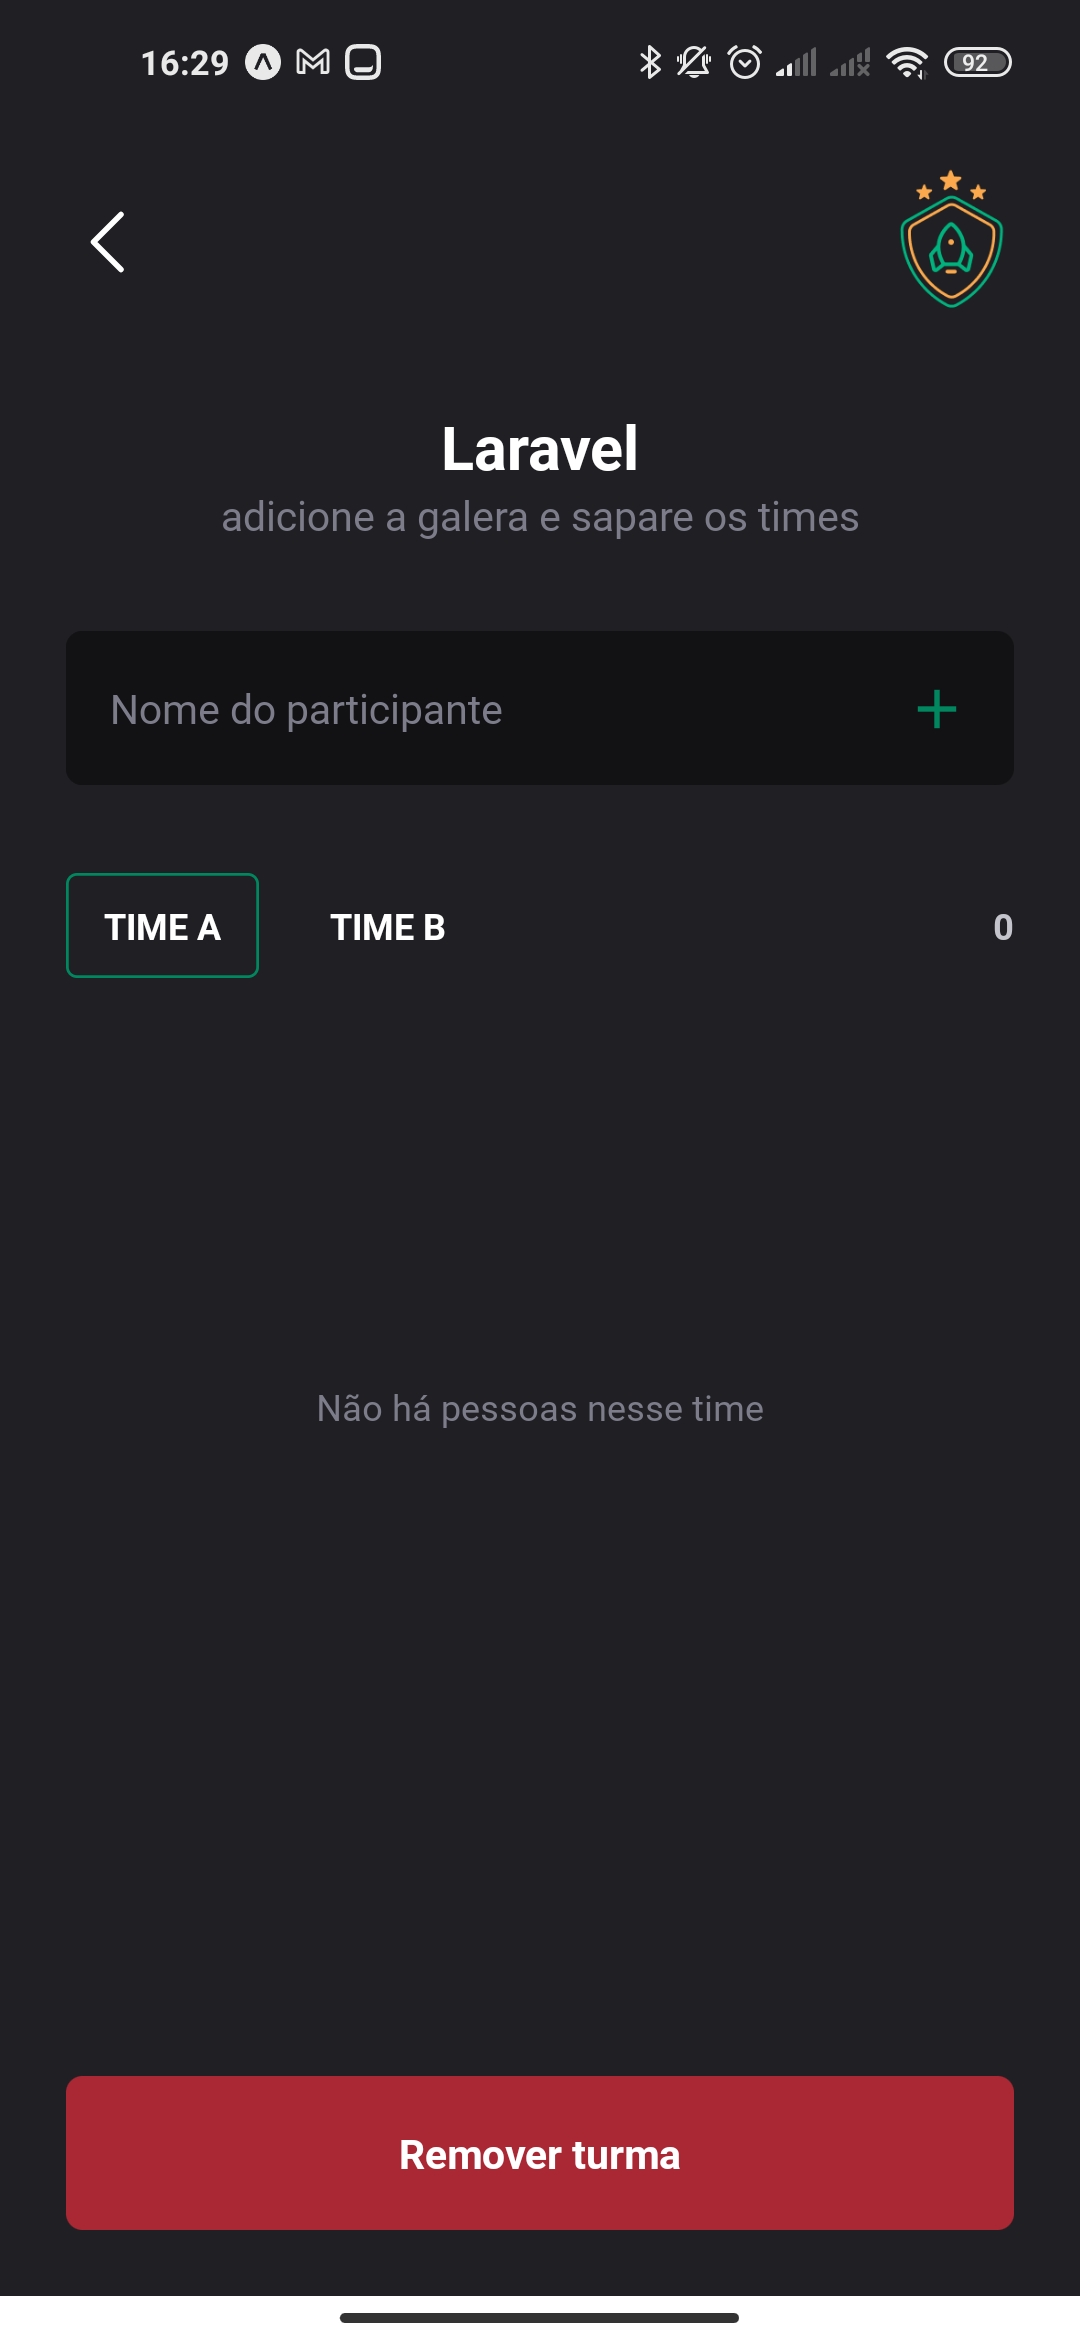 16:29
92
Laravel
adicione a galera e sapare os times
Nome do participante
TIME A
TIME B
0
Não há pessoas nesse time
Remover turma